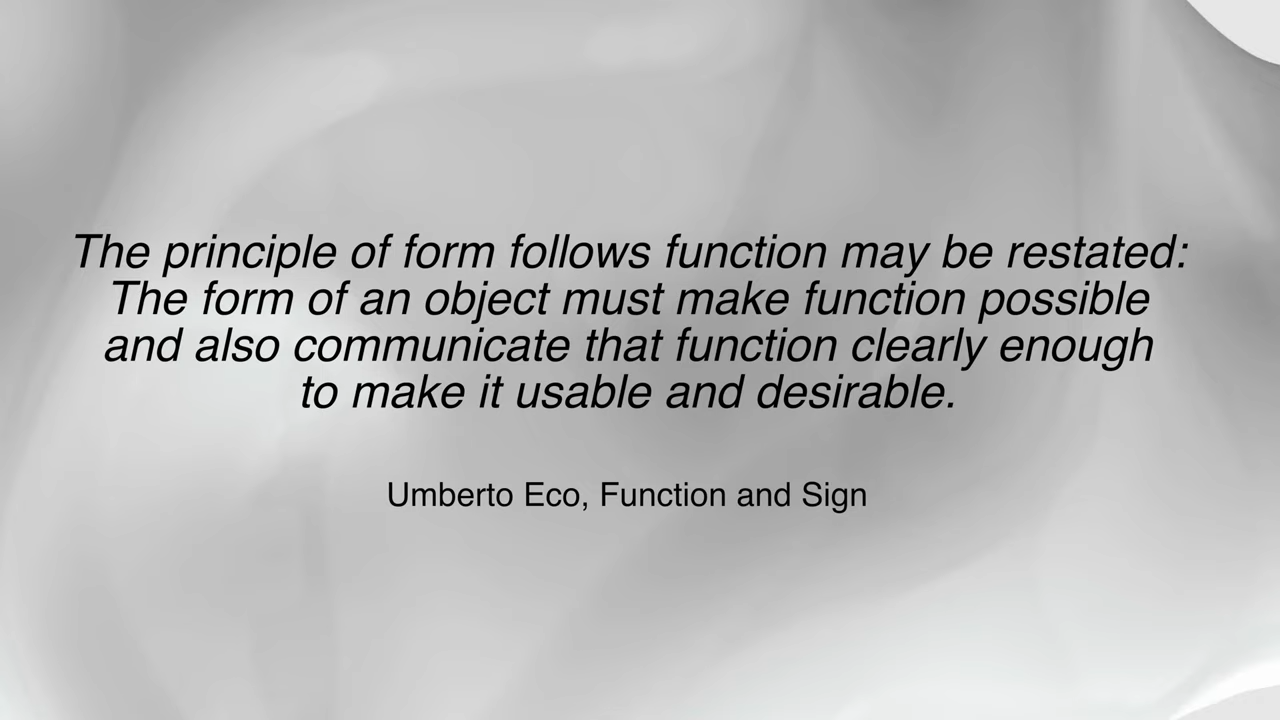 The principle of form follows function may be restated:
The form of an object must make function possible
and also communicate that function clearly enough
to make it usable and desirable.
Umberto Eco, Function and Sign